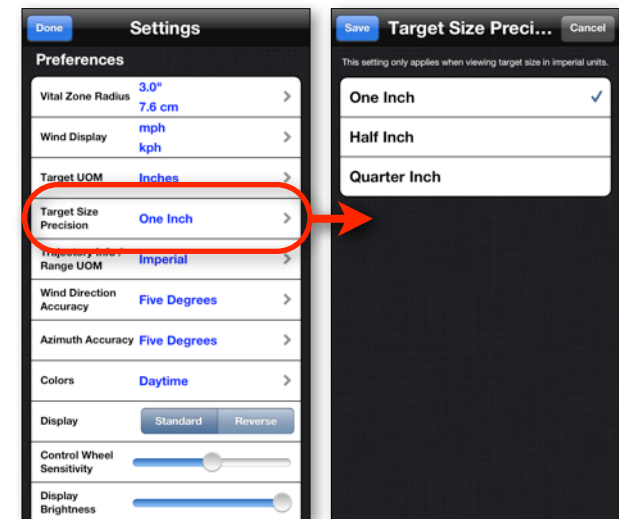 Done
Settings
Preferences
Vital Zone Radius
3.0"
7.6 cm
Wind Display
mph
kph
Target UOM
Inches
Target Size
Precision
One Inch
Trajectory Info /
Range UOM
Imperial
Wind Direction
Accuracy
Five Degrees
Azimuth Accuracy
Five Degrees
Colors
Daytime
Display
Standard
Reverse
Control Wheel
Sensitivity
Display
Brightness
Save
Target Size Preci...
Cancel
This setting only applies when viewing target size in imperial units.
One Inch
Half Inch
Quarter Inch